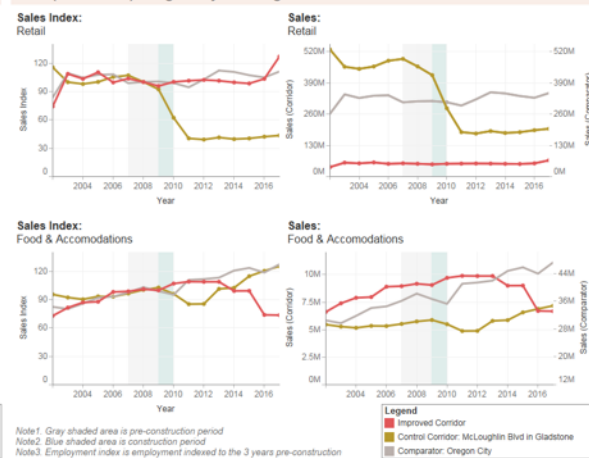 Sales Index:
Retail
120
90
60
30
0
Sales Index
2004 2006 2008 2010 2012 2014 2016
Year
Sales:
Retail
520M
390M
260M
130M
0M
Sales (Corridor)
520M
390M
260M
130M
0M
Sales (Comparator)
2004 2006 2008 2010 2012 2014 2016
Year
Sales Index:
Food & Accomodations
120
90
60
30
0
Sales Index
2004 2006 2008 2010 2012 2014 2016
Year
Sales:
Food & Accomodations
10M
7.5M
5M
2.5M
0M
Sales (Corridor)
44M
36M
28M
20M
12M
Sales (Comparator)
2004 2006 2008 2010 2012 2014 2016
Year
Note1. Gray shaded area is pre-construction period
Note2. Blue shaded area is construction period
Note3. Employment index is employment indexed to the 3 years pre-construction
Legend
Improved Corridor
Control Corridor: McLoughlin Blvd in Gladstone
Comparator: Oregon City